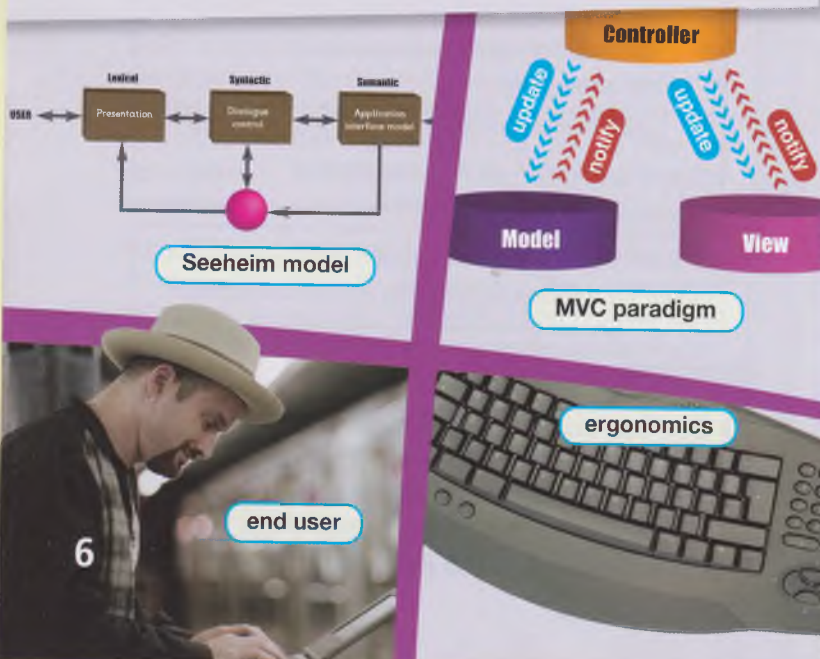 Lexical
Syntactic
Semantic
USER
Presentation
Dialogue
control
Application
interface model
Seeheim model
Controller
update
notify
update
notify
Model
View
MVC paradigm
end user
6
ergonomics